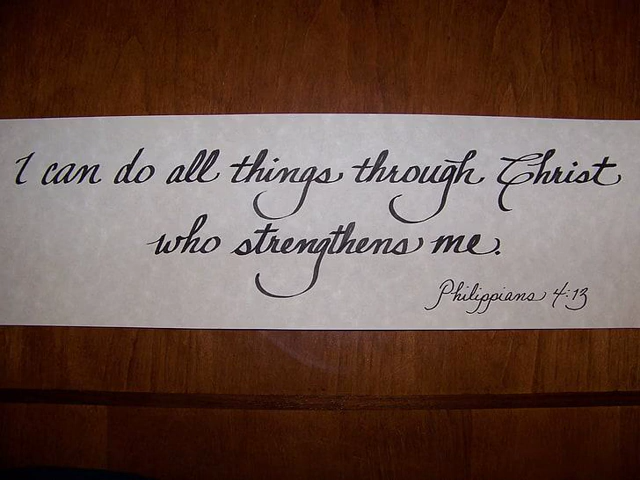 I can do all things through Christ
who strengthens me.
Philippians 4:13